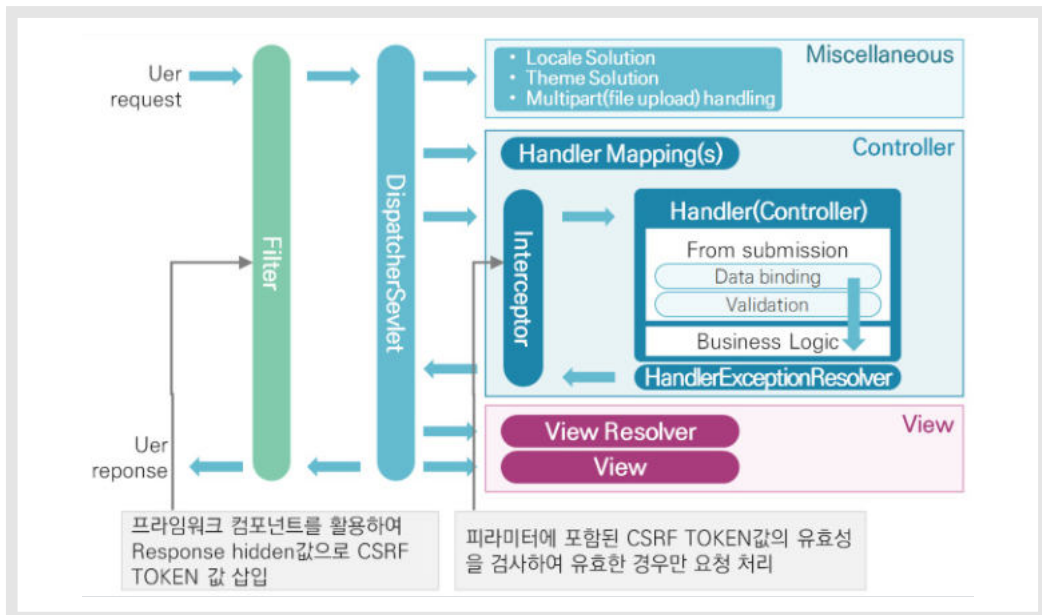 Uer
request
Filter
DispatcherSevlet
• Locale Solution
• Theme Solution
• Multipart(file upload) handling
Miscellaneous
Handler Mapping(s)
Controller
Interceptor
Handler(Controller)
From submission
Data binding
Validation
Business Logic
HandlerExceptionResolver
View Resolver
View
View
Uer
reponse
프라임워크 컴포넌트를 활용하여
Response hidden값으로 CSRF
TOKEN 값 삽입
피라미터에 포함된 CSRF TOKEN값의 유효성
을 검사하여 유효한 경우만 요청 처리